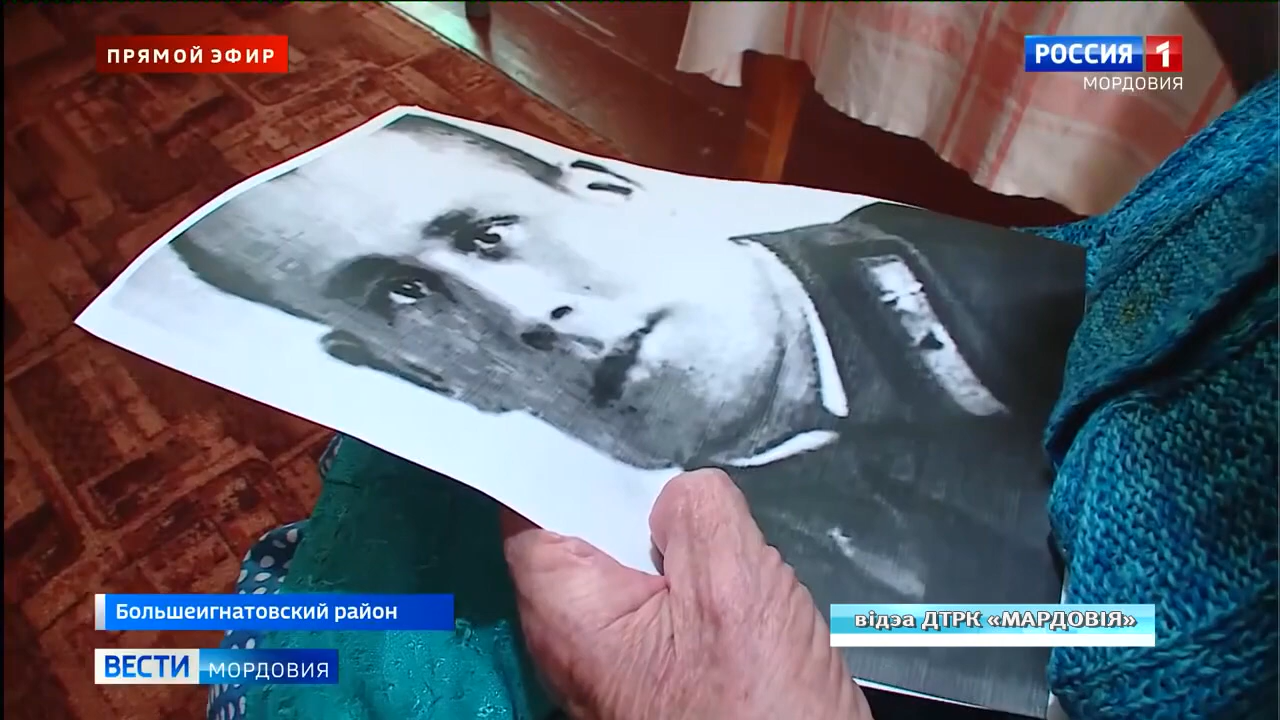 ПРЯМОЙ ЭФИР
РОССИЯ 1
МОРДОВИЯ
Большеигнатовский район
відэа ДТРК «МАРДОВІЯ»
ВЕСТИ МОРДОВИЯ